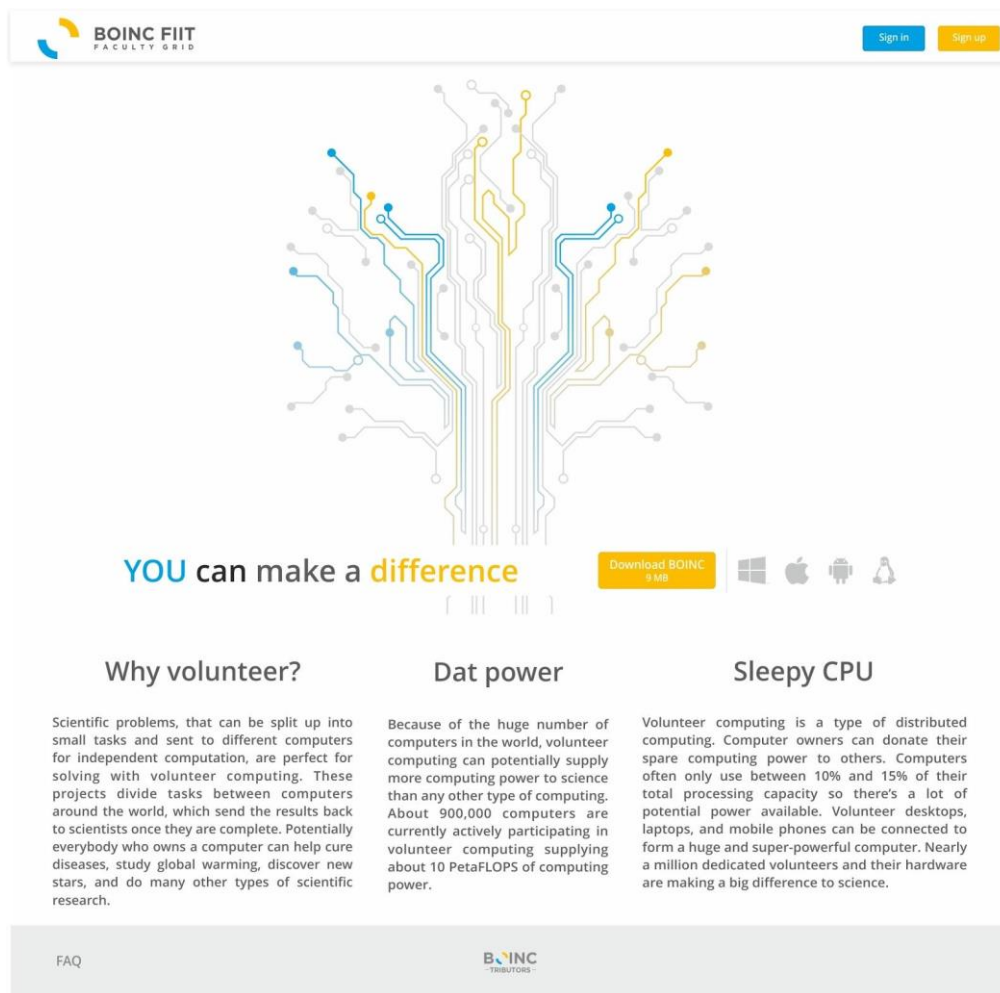 BOINC FIIT
FACULTY GRID
Sign in
Sign up
YOU can make a difference
Download BOINC
9 MB
Why volunteer?
Scientific problems, that can be split up into
small tasks and sent to different computers
for independent computation, are perfect for
solving with volunteer computing. These
projects divide tasks between computers
around the world, which send the results back
to scientists once they are complete. Potentially
everybody who owns a computer can help cure
diseases, study global warming, discover new
stars, and do many other types of scientific
research.
Dat power
Because of the huge number of
computers in the world, volunteer
computing can potentially supply
more computing power to science
than any other type of computing.
About 900,000 computers are
currently actively participating in
volunteer computing supplying
about 10 PetaFLOPS of computing
power.
Sleepy CPU
Volunteer computing is a type of distributed
computing. Computer owners can donate their
spare computing power to others. Computers
often only use between 10% and 15% of their
total processing capacity so there's a lot of
potential power available. Volunteer desktops,
laptops, and mobile phones can be connected to
form a huge and super-powerful computer. Nearly
a million dedicated volunteers and their hardware
are making a big difference to science.
FAQ
BOINC
TRIBUTORS